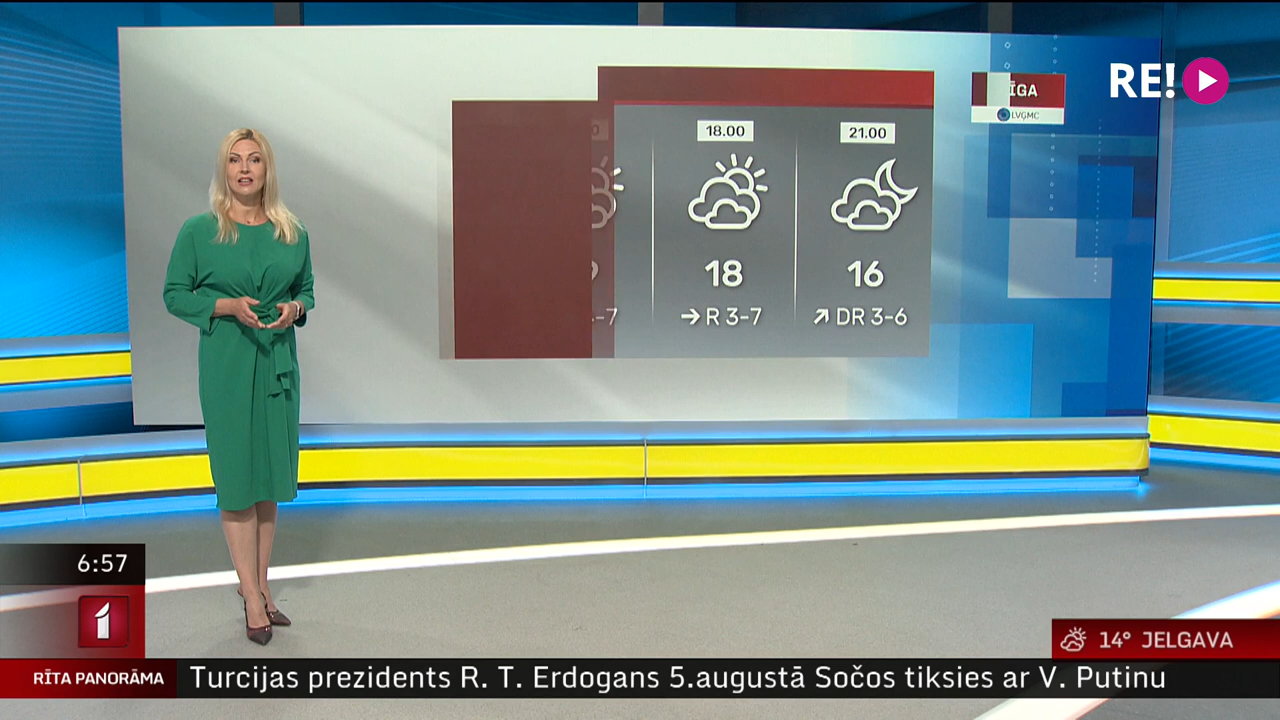 RE!
ĪGA
LVĢMC
18.00
21.00
18
16
-7
R 3-7
DR 3-6
6:57
1
14° JELGAVA
RĪTA PANORĀMA
Turcijas prezidents R. T. Erdogans 5.augustā Sočos tiksies ar V. Putinu